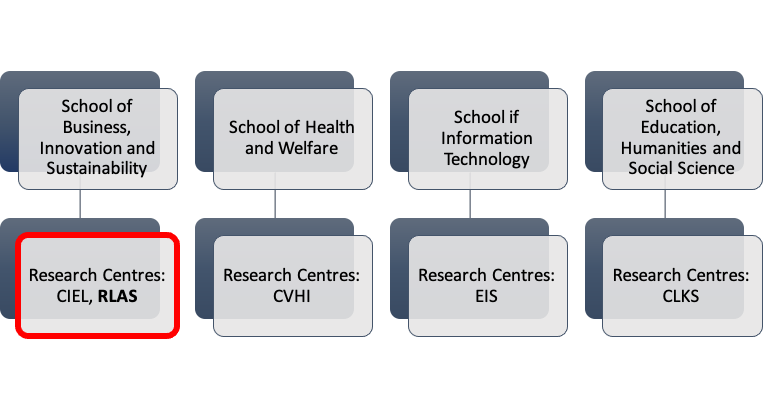 School of
Business,
Innovation and
Sustainability
School of Health
and Welfare
School if
Information
Technology
School of
Education,
Humanities and
Social Science
Research Centres:
CIEL, RLAS
Research Centres:
CVHI
Research Centres:
EIS
Research Centres:
CLKS